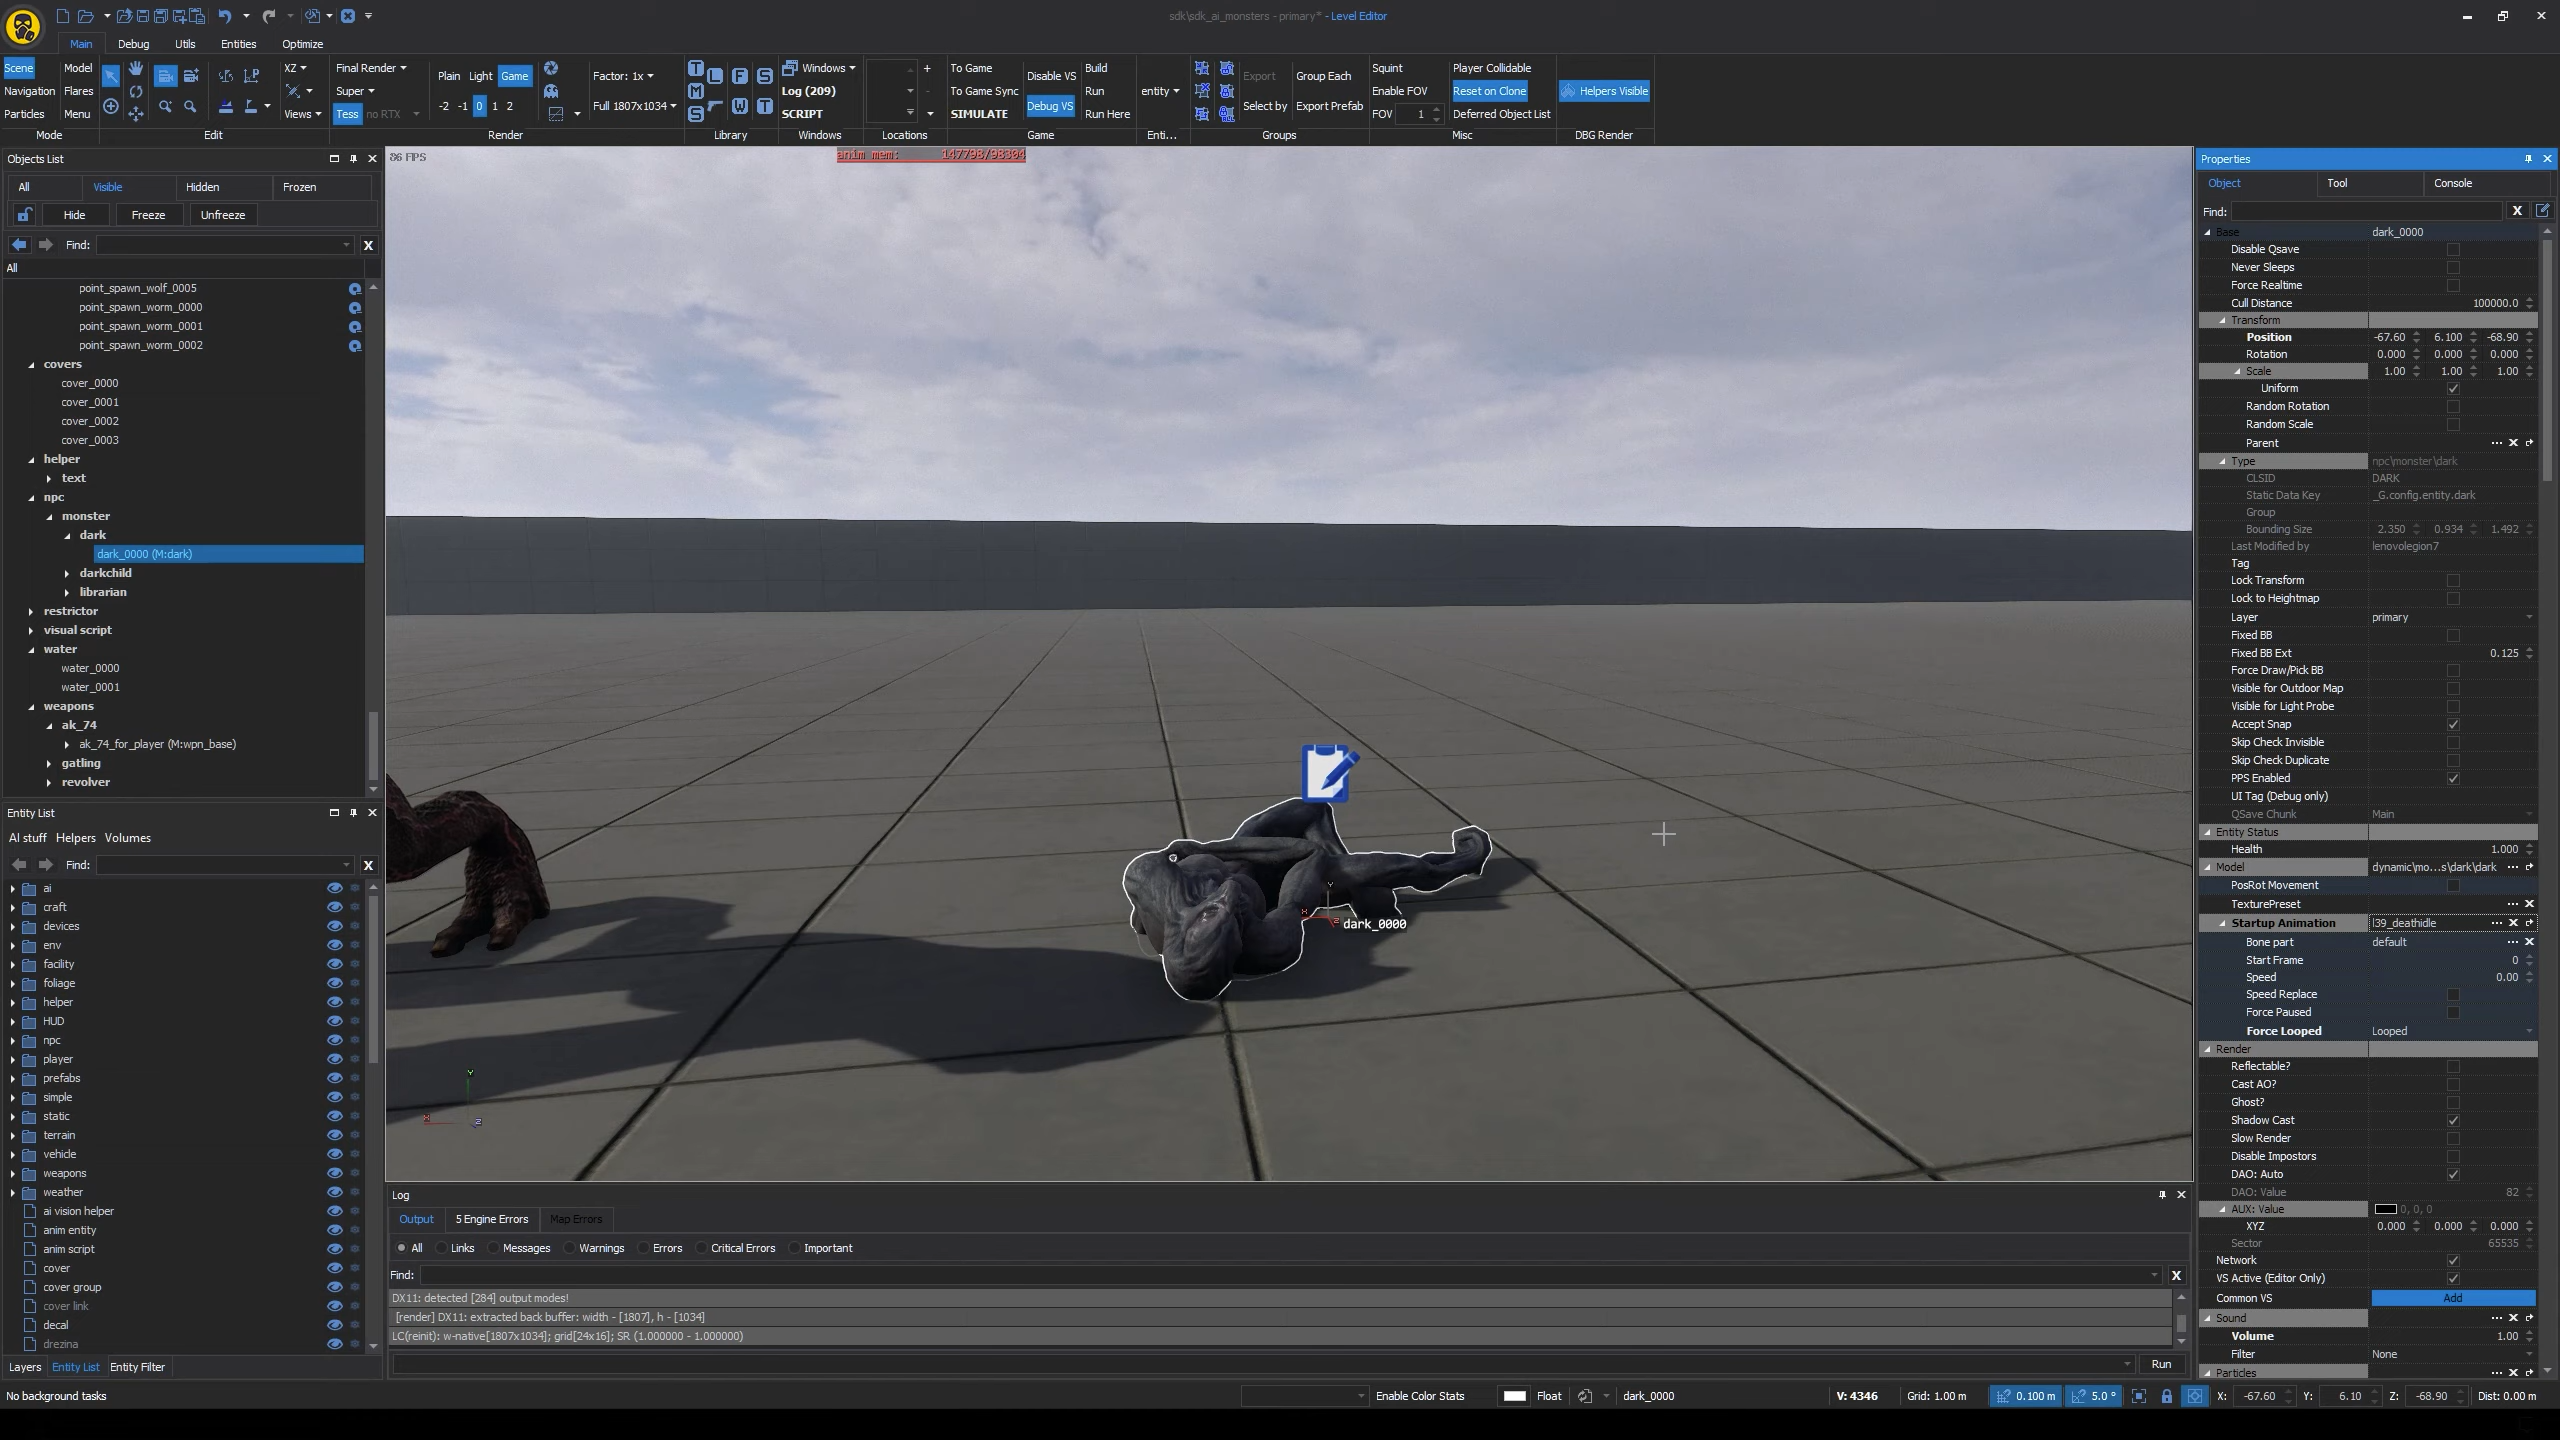 sdk\sdk_ai_monsters - primary* - Level Editor
Main Debug Utils Entities Optimize
Scene Model XZ Final Render Factor: 1x Windows To Game Build Export Group Each Squint Player Collidable
Navigation Flares Super Plain Light Game Log (209) To Game Sync Disable VS Run entity Enable FOV Reset on Clone Helpers Visible
Particles Menu Views Tess no RTX -2 -1 0 1 2 Full 1807x1034 SCRIPT SIMULATE Debug VS Run Here Select by Export Prefab FOV 1 Deferred Object List
Mode Edit Render Library Windows Locations Game Enti... Groups Misc DBG Render
Objects List
All Visible Hidden Frozen
Hide Freeze Unfreeze
Find: X
All
point_spawn_wolf_0005
point_spawn_worm_0000
point_spawn_worm_0001
point_spawn_worm_0002
covers
cover_0000
cover_0001
cover_0002
cover_0003
helper
text
npc
monster
dark
dark_0000 (M:dark)
darkchild
librarian
restrictor
visual script
water
water_0000
water_0001
weapons
ak_74
ak_74_for_player (M:wpn_base)
gatling
revolver
Entity List
AI stuff Helpers Volumes
Find: X
ai
craft
devices
env
facility
foliage
helper
HUD
npc
player
prefabs
simple
static
terrain
vehicle
weapons
weather
ai vision helper
anim entity
anim script
cover
cover group
cover link
decal
drezina
Layers Entity List Entity Filter
No background tasks
86 FPS
anim mem: 147798/98304
dark_0000
Log
Output 5 Engine Errors Map Errors
All Links Messages Warnings Errors Critical Errors Important
Find: X
DX11: detected [284] output modes!
[render] DX11: extracted back buffer: width - [1807], h - [1034]
LC(reinit): w-native[1807x1034]; grid[24x16]; SR (1.000000 - 1.000000)
Run
Enable Color Stats Float dark_0000 V: 4346 Grid: 1.00 m 0.100 m 5.0 ° X: -67.60 Y: 6.10 Z: -68.90 Dist: 0.00 m
Properties
Object Tool Console
Find: X
Base dark_0000
Disable Qsave
Never Sleeps
Force Realtime
Cull Distance 100000.0
Transform
Position -67.60 6.100 -68.90
Rotation 0.000 0.000 0.000
Scale 1.00 1.00 1.00
Uniform
Random Rotation
Random Scale
Parent
Type npc\monster\dark
CLSID DARK
Static Data Key _G.config.entity.dark
Group
Bounding Size 2.350 0.934 1.492
Last Modified by lenovolegion7
Tag
Lock Transform
Lock to Heightmap
Layer primary
Fixed BB
Fixed BB Ext 0.125
Force Draw/Pick BB
Visible for Outdoor Map
Visible for Light Probe
Accept Snap
Skip Check Invisible
Skip Check Duplicate
PPS Enabled
UI Tag (Debug only)
QSave Chunk Main
Entity Status
Health 1.000
Model dynamic\mo...s\dark\dark
PosRot Movement
TexturePreset
Startup Animation l39_deathidle
Bone part default
Start Frame 0
Speed 0.00
Speed Replace
Force Paused
Force Looped Looped
Render
Reflectable?
Cast AO?
Ghost?
Shadow Cast
Slow Render
Disable Impostors
DAO: Auto
DAO: Value 82
AUX: Value 0, 0, 0
XYZ 0.000 0.000 0.000
Sector 65535
Network
VS Active (Editor Only)
Common VS Add
Sound
Volume 1.00
Filter None
Particles